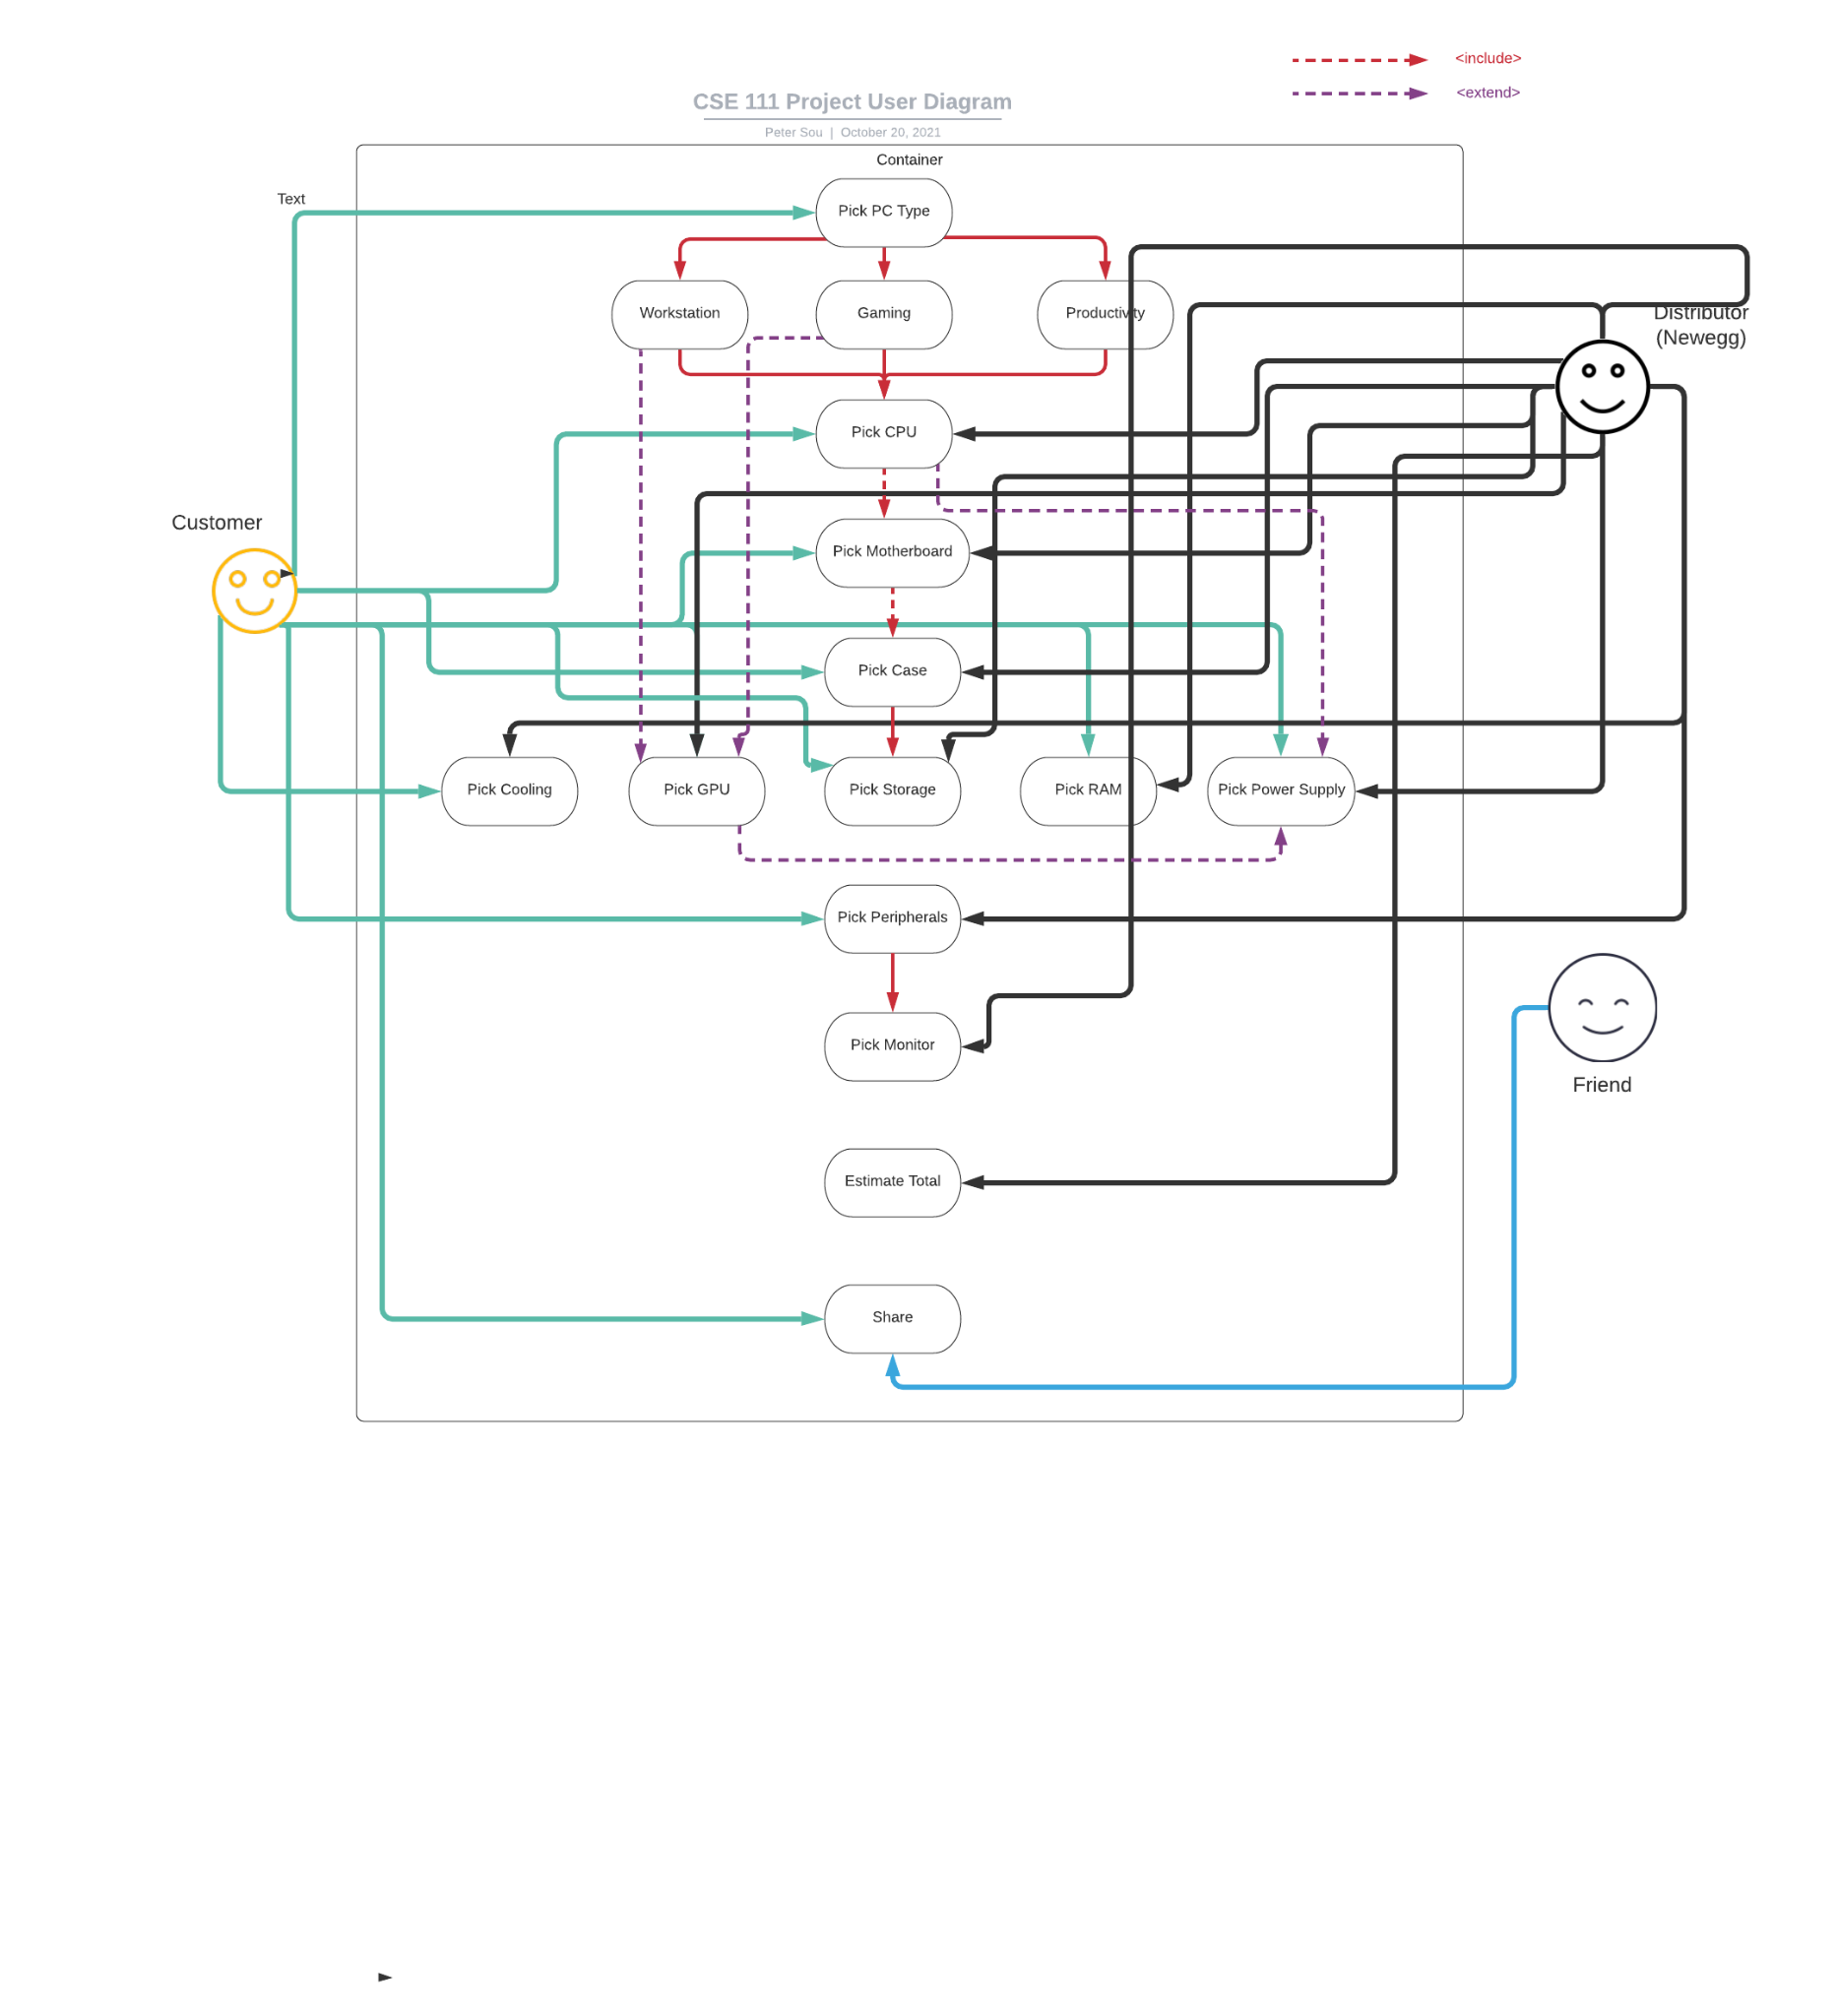 <include>
<extend>
CSE 111 Project User Diagram
Peter Sou | October 20, 2021
Container
Text
Pick PC Type
Workstation
Gaming
Productivity
Distributor
(Newegg)
Pick CPU
Customer
Pick Motherboard
Pick Case
Pick Cooling
Pick GPU
Pick Storage
Pick RAM
Pick Power Supply
Pick Peripherals
Pick Monitor
Friend
Estimate Total
Share